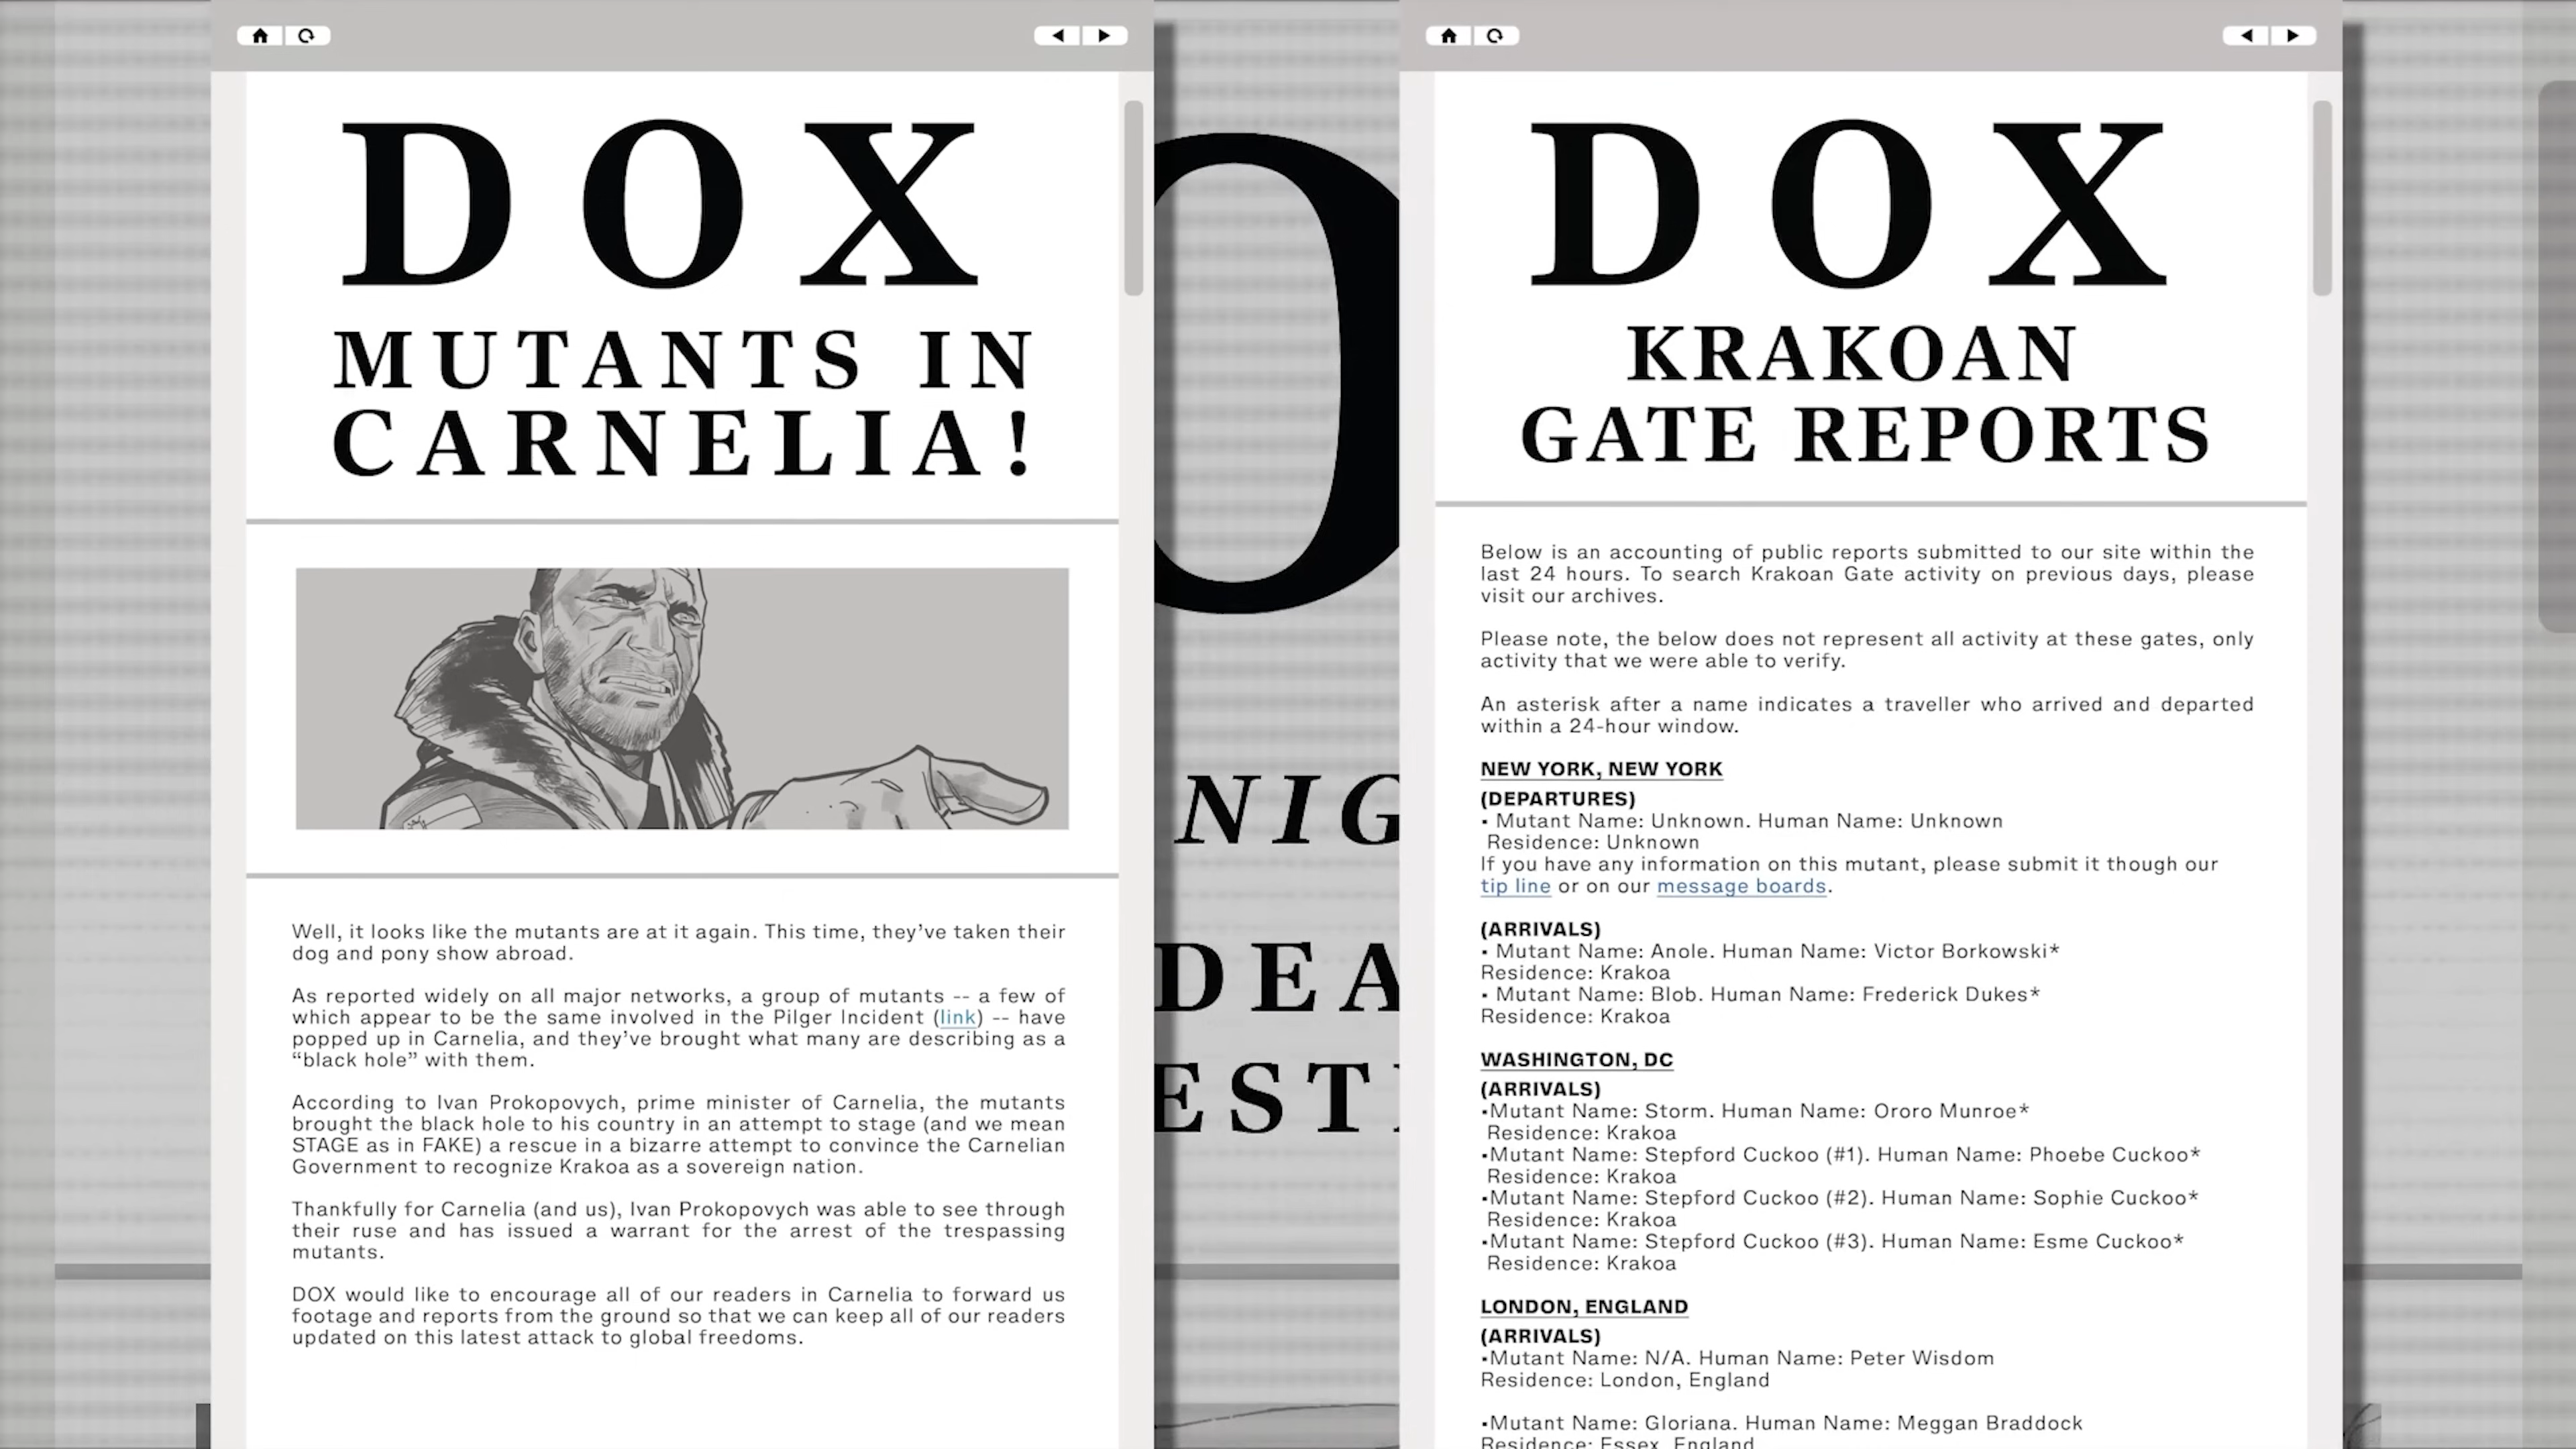 DOX
MUTANTS IN
CARNELIA!
Well, it looks like the mutants are at it again. This time, they’ve taken their
dog and pony show abroad.
As reported widely on all major networks, a group of mutants -- a few of
which appear to be the same involved in the Pilger Incident (link) -- have
popped up in Carnelia, and they’ve brought what many are describing as a
“black hole” with them.
According to Ivan Prokopovych, prime minister of Carnelia, the mutants
brought the black hole to his country in an attempt to stage (and we mean
STAGE as in FAKE) a rescue in a bizarre attempt to convince the Carnelian
Government to recognize Krakoa as a sovereign nation.
Thankfully for Carnelia (and us), Ivan Prokopovych was able to see through
their ruse and has issued a warrant for the arrest of the trespassing
mutants.
DOX would like to encourage all of our readers in Carnelia to forward us
footage and reports from the ground so that we can keep all of our readers
updated on this latest attack to global freedoms.
O
NIG
DEA
EST
DOX
KRAKOAN
GATE REPORTS
Below is an accounting of public reports submitted to our site within the
last 24 hours. To search Krakoan Gate activity on previous days, please
visit our archives.
Please note, the below does not represent all activity at these gates, only
activity that we were able to verify.
An asterisk after a name indicates a traveller who arrived and departed
within a 24-hour window.
NEW YORK, NEW YORK
(DEPARTURES)
• Mutant Name: Unknown. Human Name: Unknown
Residence: Unknown
If you have any information on this mutant, please submit it though our
tip line or on our message boards.
(ARRIVALS)
• Mutant Name: Anole. Human Name: Victor Borkowski*
Residence: Krakoa
• Mutant Name: Blob. Human Name: Frederick Dukes*
Residence: Krakoa
WASHINGTON, DC
(ARRIVALS)
•Mutant Name: Storm. Human Name: Ororo Munroe*
Residence: Krakoa
•Mutant Name: Stepford Cuckoo (#1). Human Name: Phoebe Cuckoo*
Residence: Krakoa
•Mutant Name: Stepford Cuckoo (#2). Human Name: Sophie Cuckoo*
Residence: Krakoa
•Mutant Name: Stepford Cuckoo (#3). Human Name: Esme Cuckoo*
Residence: Krakoa
LONDON, ENGLAND
(ARRIVALS)
•Mutant Name: N/A. Human Name: Peter Wisdom
Residence: London, England
•Mutant Name: Gloriana. Human Name: Meggan Braddock
Residence: Essex, England